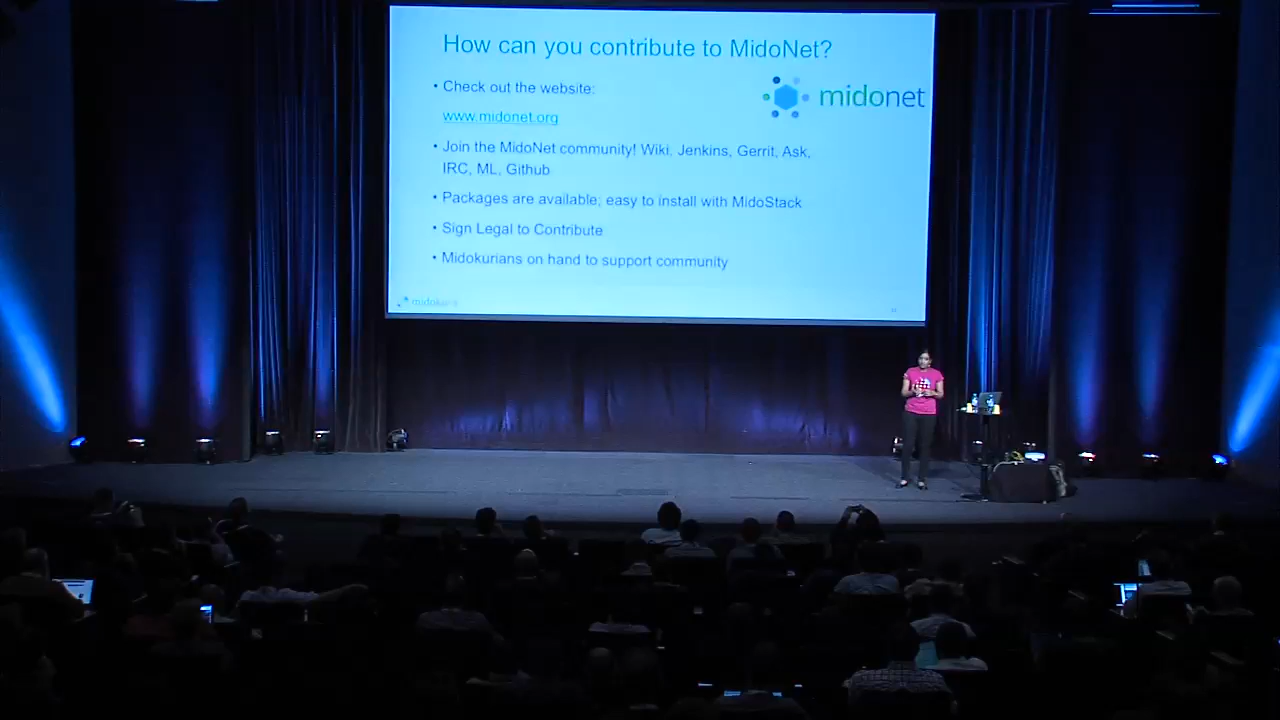 How can you contribute to MidoNet?
• Check out the website:
midonet
www.midonet.org
• Join the MidoNet community! Wiki, Jenkins, Gerrit, Ask,
IRC, ML, Github
• Packages are available; easy to install with MidoStack
• Sign Legal to Contribute
• Midokurians on hand to support community